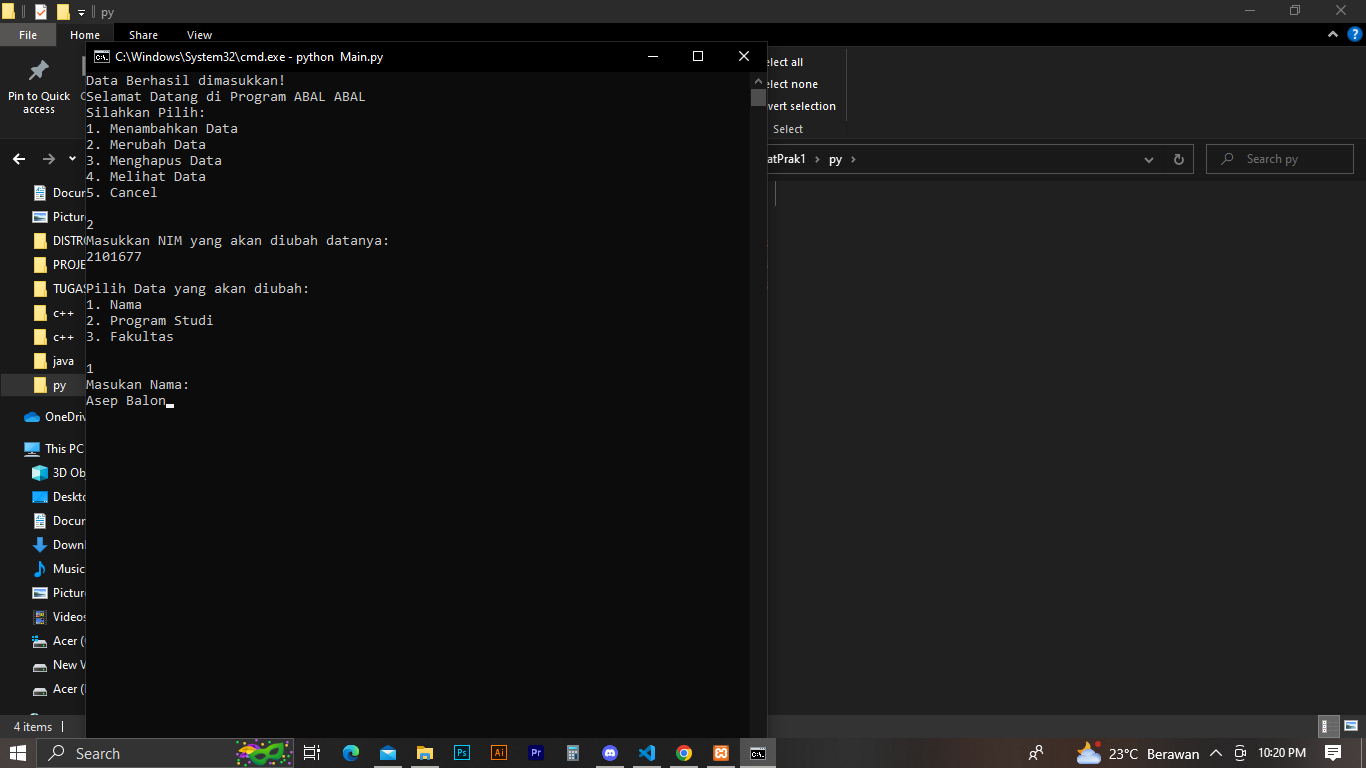 py
File
Home
Share
View
C:\Windows\System32\cmd.exe - python Main.py
Pin to Quick
access
elect all
elect none
vert selection
Select
atPrak1
py
Search py
Data Berhasil dimasukkan!
Selamat Datang di Program ABAL ABAL
Silahkan Pilih:
1. Menambahkan Data
2. Merubah Data
3. Menghapus Data
4. Melihat Data
5. Cancel
2
Masukkan NIM yang akan diubah datanya:
2101677
Pilih Data yang akan diubah:
1. Nama
2. Program Studi
3. Fakultas
1
Masukan Nama:
Asep Balon
Docur
Pictur
DISTR
PROJE
TUGAS
c++
c++
java
py
OneDriv
This PC
3D Ob
Deskto
Docur
Downl
Music
Pictur
Videos
Acer (
New V
Acer (
4 items
Search
Ps
Ai
Pr
23°C Berawan
10:20 PM